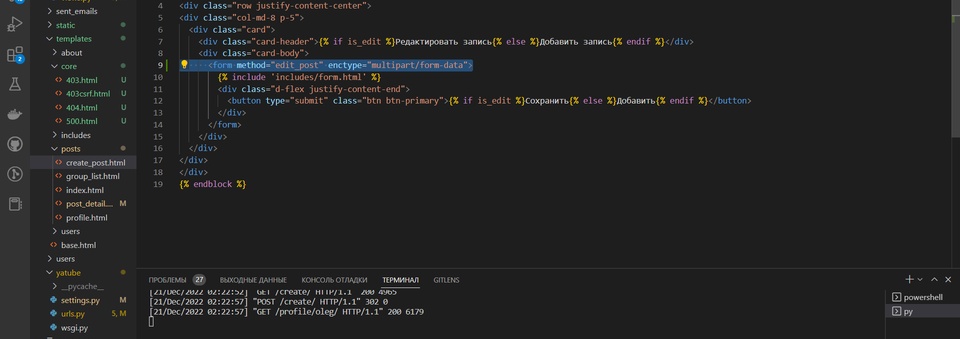 sent_emails
static
templates
about
core
403.html U
403csrf.html U
404.html U
500.html U
includes
posts
create_post.html
group_list.html
index.html
post_detail.... M
profile.html
users
base.html
users
yatube
__pycache__
settings.py M
urls.py 5, M
wsgi.py
2
4 <div class="row justify-content-center">
5 <div class="col-md-8 p-5">
6 <div class="card">
7 <div class="card-header">{% if is_edit %}Редактировать запись{% else %}Добавить запись{% endif %}</div>
8 <div class="card-body">
9 <form method="edit_post" enctype="multipart/form-data">
10 {% include 'includes/form.html' %}
11 <div class="d-flex justify-content-end">
12 <button type="submit" class="btn btn-primary">{% if is_edit %}Сохранить{% else %}Добавить{% endif %}</button>
13 </div>
14 </form>
15 </div>
16 </div>
17 </div>
18 </div>
19 {% endblock %}
ПРОБЛЕМЫ 27 ВЫХОДНЫЕ ДАННЫЕ КОНСОЛЬ ОТЛАДКИ ТЕРМИНАЛ GITLENS
[21/Dec/2022 02:22:57] "GET /create/ HTTP/1.1" 200 4965
[21/Dec/2022 02:22:57] "POST /create/ HTTP/1.1" 302 0
[21/Dec/2022 02:22:57] "GET /profile/oleg/ HTTP/1.1" 200 6179
powershell
py